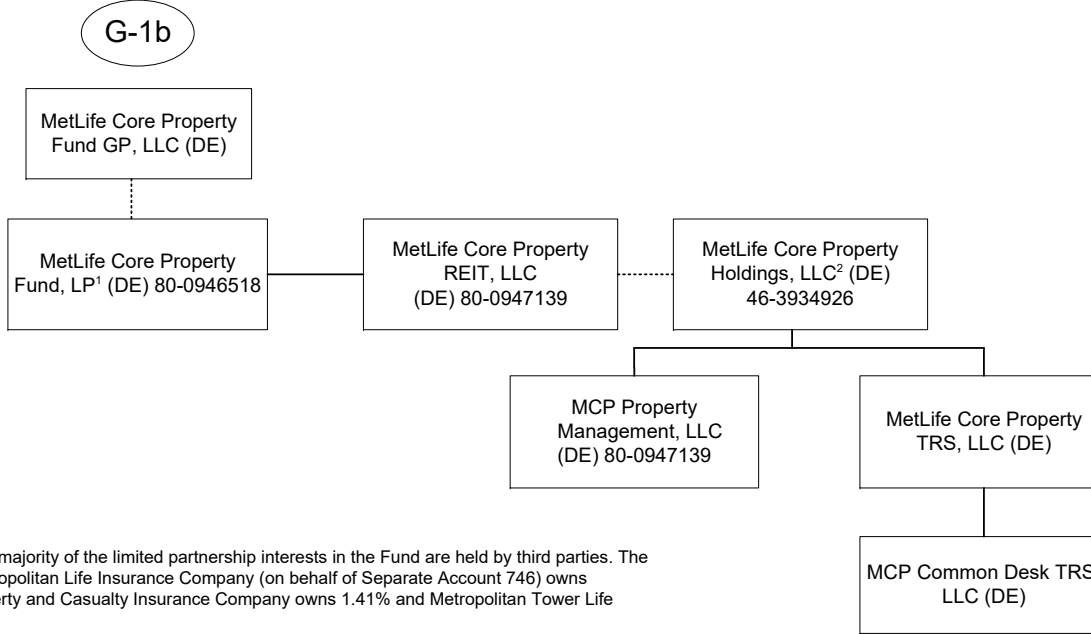 G-1b
MetLife Core Property
Fund GP, LLC (DE)
MetLife Core Property
Fund, LP¹ (DE) 80-0946518
MetLife Core Property
REIT, LLC
(DE) 80-0947139
MetLife Core Property
Holdings, LLC² (DE)
46-3934926
MCP Property
Management, LLC
(DE) 80-0947139
MetLife Core Property
TRS, LLC (DE)
MCP Common Desk TRS
LLC (DE)
majority of the limited partnership interests in the Fund are held by third parties. The
opolitan Life Insurance Company (on behalf of Separate Account 746) owns
erty and Casualty Insurance Company owns 1.41% and Metropolitan Tower Life